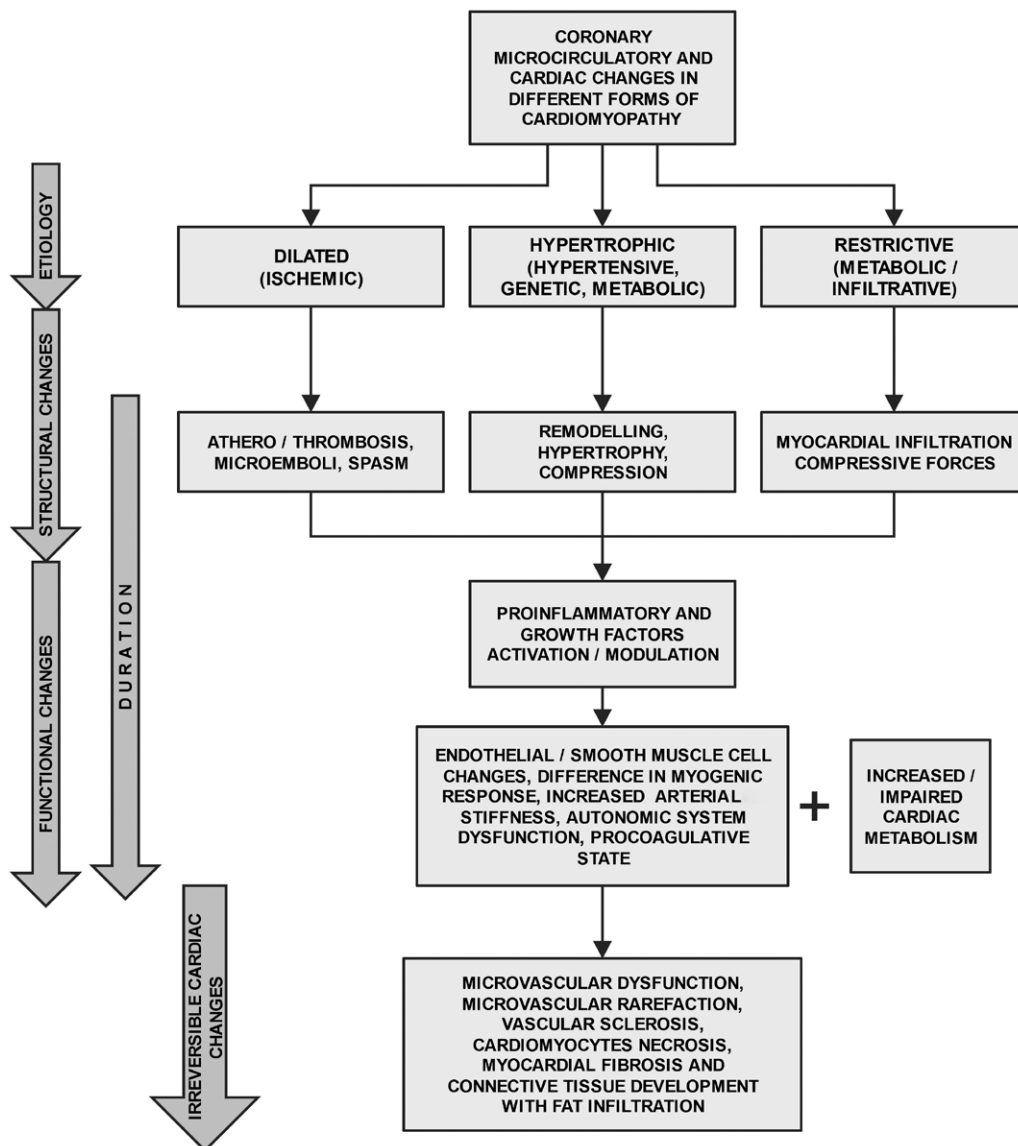 CORONARY
MICROCIRCULATORY AND
CARDIAC CHANGES IN
DIFFERENT FORMS OF
CARDIOMYOPATHY
ETIOLOGY
DILATED
(ISCHEMIC)
HYPERTROPHIC
(HYPERTENSIVE,
GENETIC, METABOLIC)
RESTRICTIVE
(METABOLIC /
INFILTRATIVE)
STRUCTURAL CHANGES
ATHERO / THROMBOSIS,
MICROEMBOLI, SPASM
REMODELLING,
HYPERTROPHY,
COMPRESSION
MYOCARDIAL INFILTRATION
COMPRESSIVE FORCES
DURATION
FUNCTIONAL CHANGES
PROINFLAMMATORY AND
GROWTH FACTORS
ACTIVATION / MODULATION
ENDOTHELIAL / SMOOTH MUSCLE CELL
CHANGES, DIFFERENCE IN MYOGENIC
RESPONSE, INCREASED ARTERIAL
STIFFNESS, AUTONOMIC SYSTEM
DYSFUNCTION, PROCOAGULATIVE
STATE
+
INCREASED /
IMPAIRED
CARDIAC
METABOLISM
IRREVERSIBLE CARDIAC
CHANGES
MICROVASCULAR DYSFUNCTION,
MICROVASCULAR RAREFACTION,
VASCULAR SCLEROSIS,
CARDIOMYOCYTES NECROSIS,
MYOCARDIAL FIBROSIS AND
CONNECTIVE TISSUE DEVELOPMENT
WITH FAT INFILTRATION